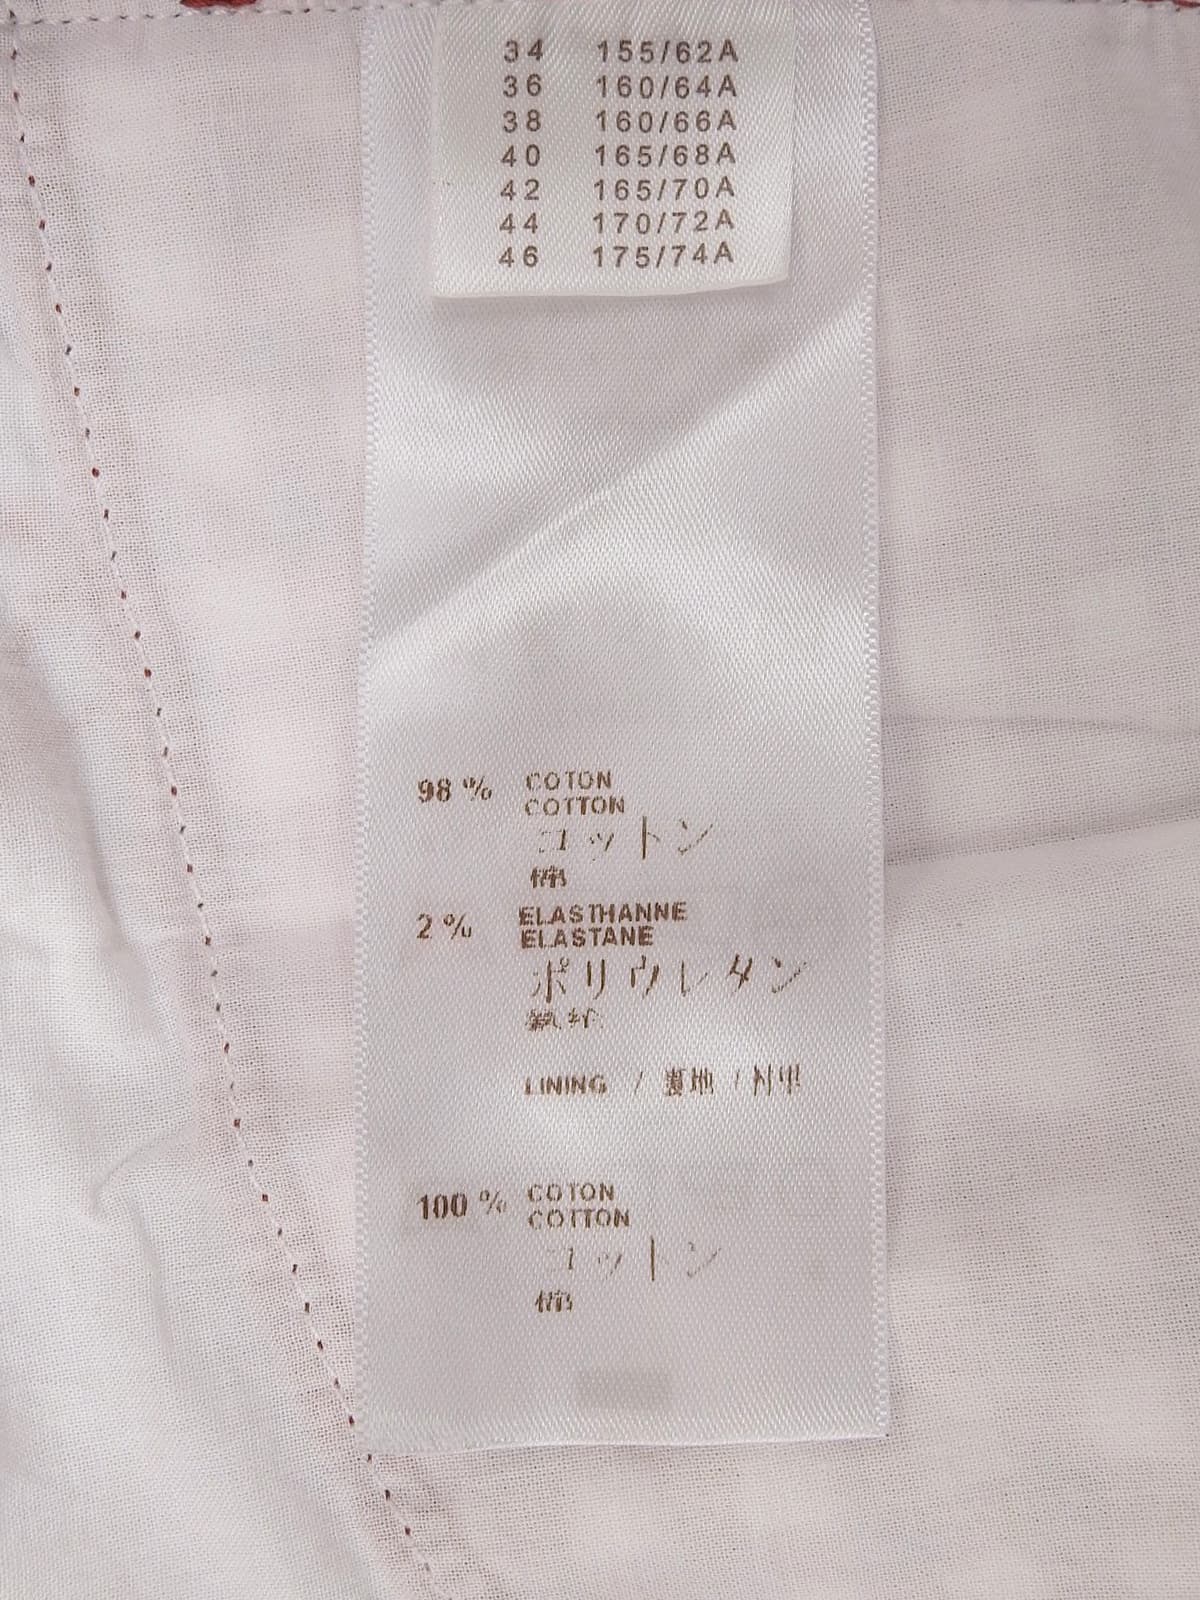 34 155/62A
36 160/64A
38 160/66A
40 165/68A
42 165/70A
44 170/72A
46 175/74A
98 % COTON
COTTON
コットン
棉
2 % ELASTHANNE
ELASTANE
ポリウレタン
LINING / 裏地 / 衬里
100 % COTON
COTTON
コットン
棉